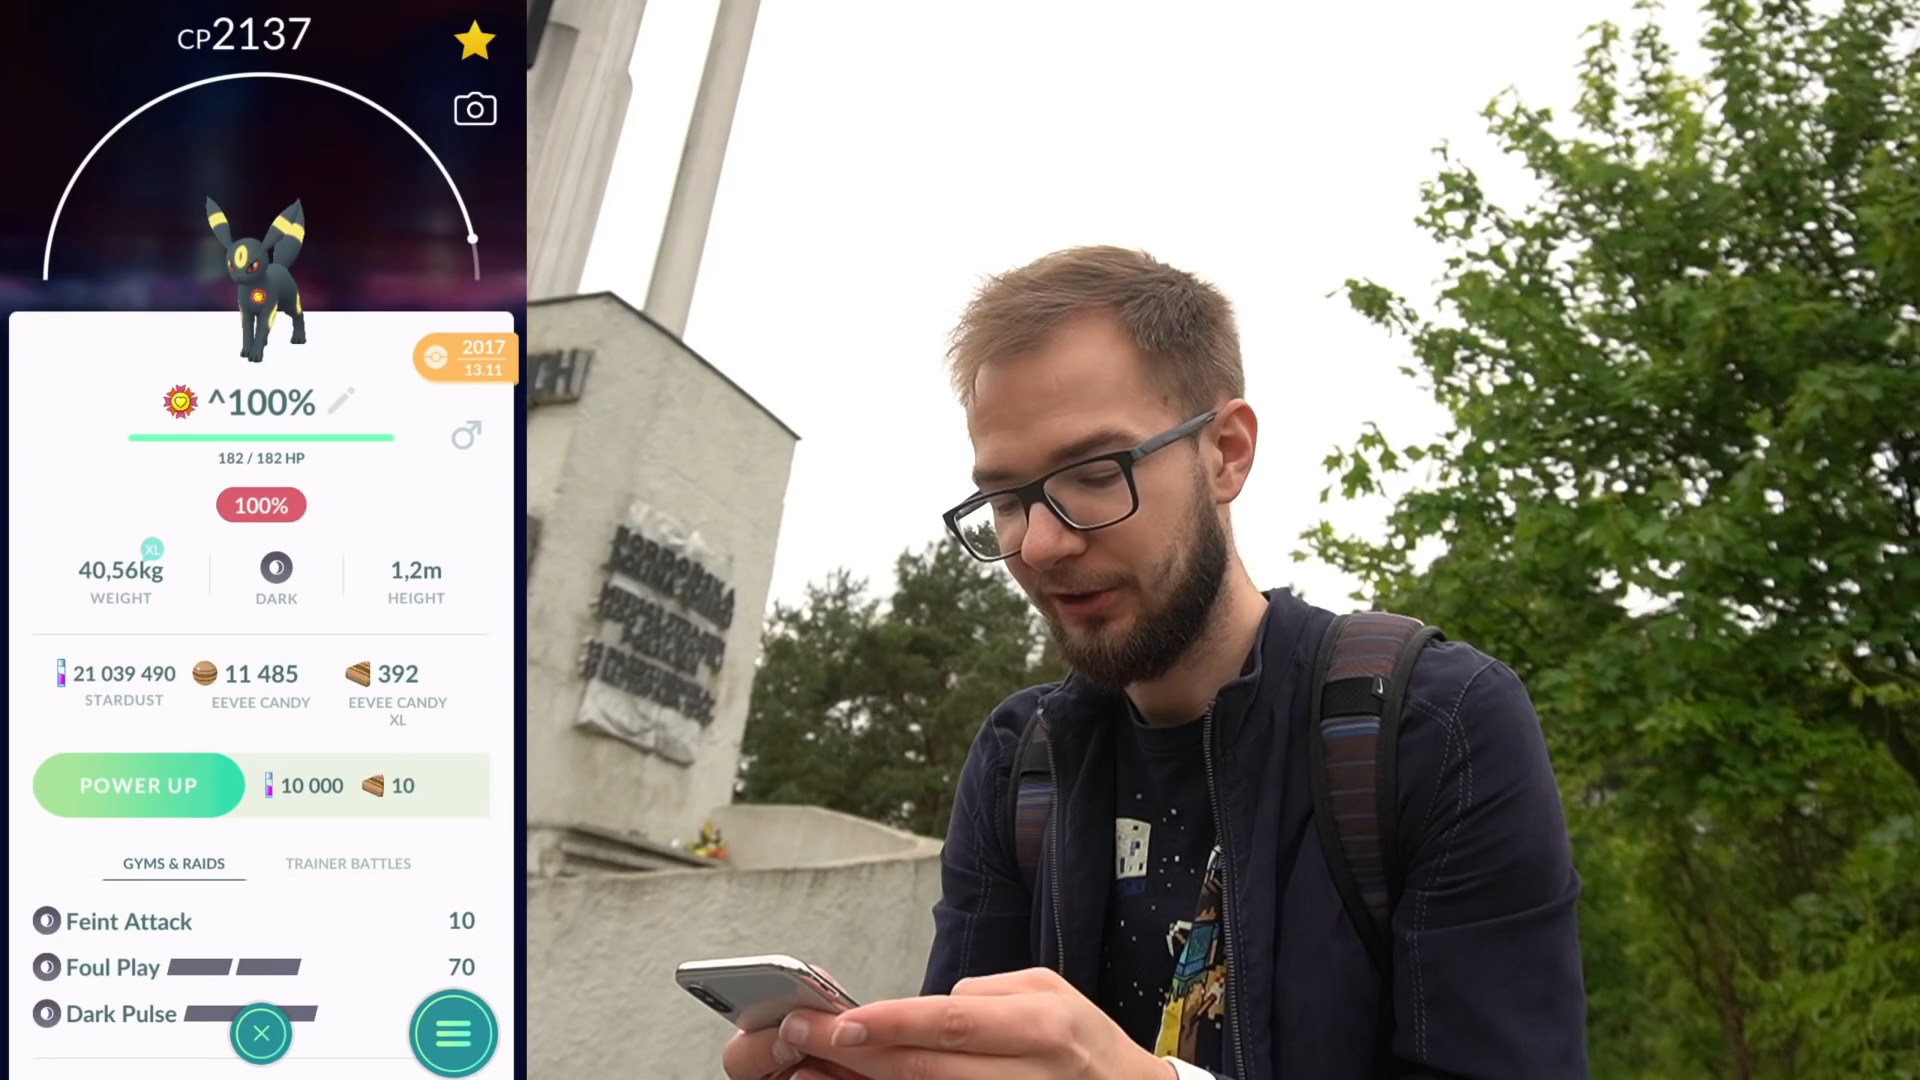 CP2137
2017
13.11
^100%
182 / 182 HP
100%
XL
40,56kg
WEIGHT
DARK
1,2m
HEIGHT
21 039 490
STARDUST
11 485
EEVEE CANDY
392
EEVEE CANDY
XL
POWER UP
10 000
10
GYMS & RAIDS
TRAINER BATTLES
Feint Attack
10
Foul Play
70
Dark Pulse